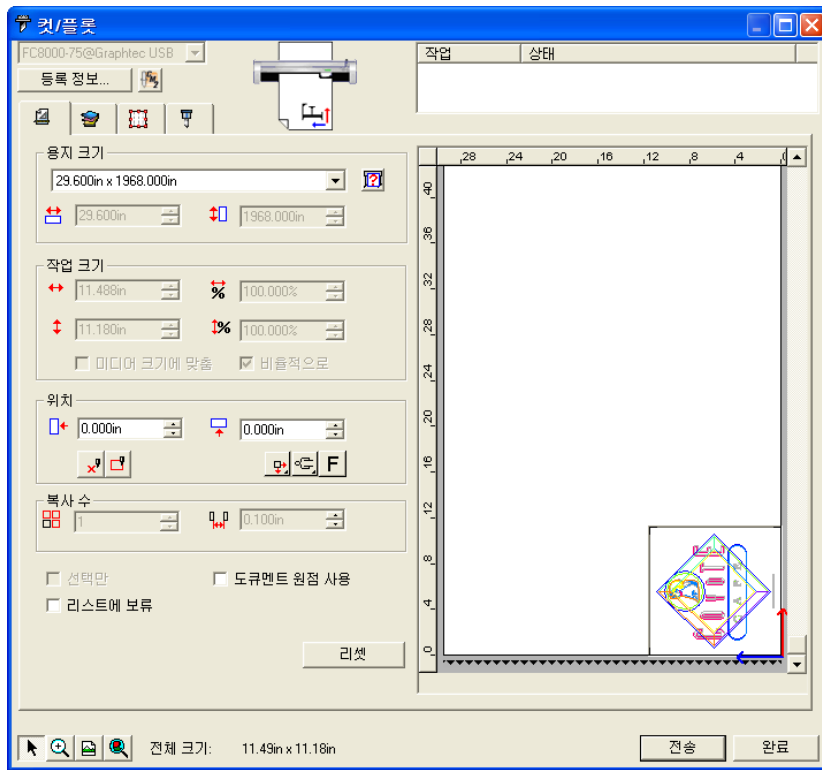 컷/플롯
FC8000-75@Graphtec USB
등록 정보...
작업 상태
용지 크기
29.600in x 1968.000in
29.600in 1968.000in
작업 크기
11.488in % 100.000%
11.180in % 100.000%
미디어 크기에 맞춤 비율적으로
위치
0.000in 0.000in
F
복사 수
1 0.100in
선택만 도큐멘트 원점 사용
리스트에 보류
리셋
28 24 20 16 12 8 4 0
40
36
32
28
24
20
16
12
8
4
0
전체 크기: 11.49in x 11.18in
전송 완료